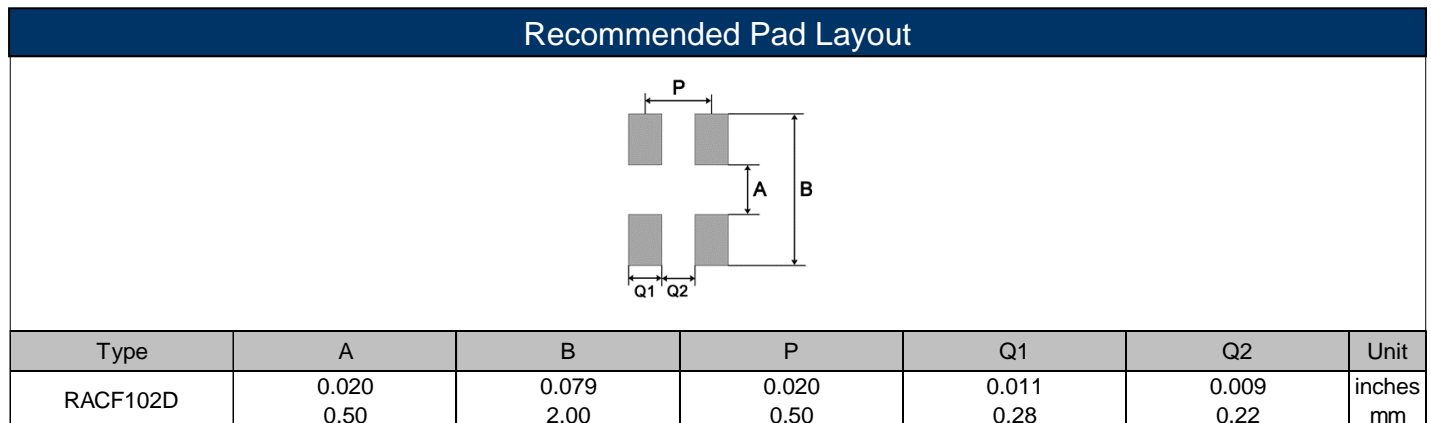 Recommended Pad Layout
P
A
B
Q1 Q2
Type A B P Q1 Q2 Unit
RACF102D 0.020 0.079 0.020 0.011 0.009 inches
0.50 2.00 0.50 0.28 0.22 mm